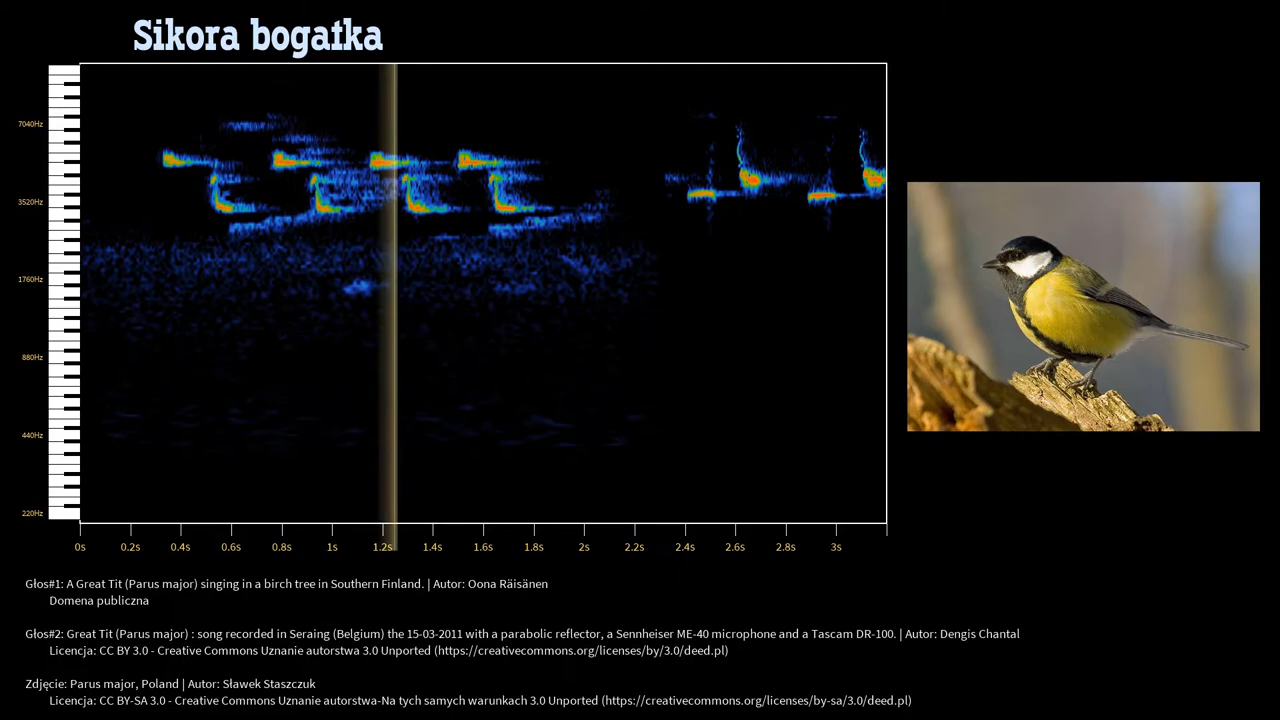 Sikora bogatka
7040Hz
3520Hz
1760Hz
880Hz
440Hz
220Hz
0s 0.2s 0.4s 0.6s 0.8s 1s 1.2s 1.4s 1.6s 1.8s 2s 2.2s 2.4s 2.6s 2.8s 3s
Głos#1: A Great Tit (Parus major) singing in a birch tree in Southern Finland. | Autor: Oona Räisänen
Domena publiczna
Głos#2: Great Tit (Parus major) : song recorded in Seraing (Belgium) the 15-03-2011 with a parabolic reflector, a Sennheiser ME-40 microphone and a Tascam DR-100. | Autor: Dengis Chantal
Licencja: CC BY 3.0 - Creative Commons Uznanie autorstwa 3.0 Unported (https://creativecommons.org/licenses/by/3.0/deed.pl)
Zdjęcie: Parus major, Poland | Autor: Sławek Staszczuk
Licencja: CC BY-SA 3.0 - Creative Commons Uznanie autorstwa-Na tych samych warunkach 3.0 Unported (https://creativecommons.org/licenses/by-sa/3.0/deed.pl)